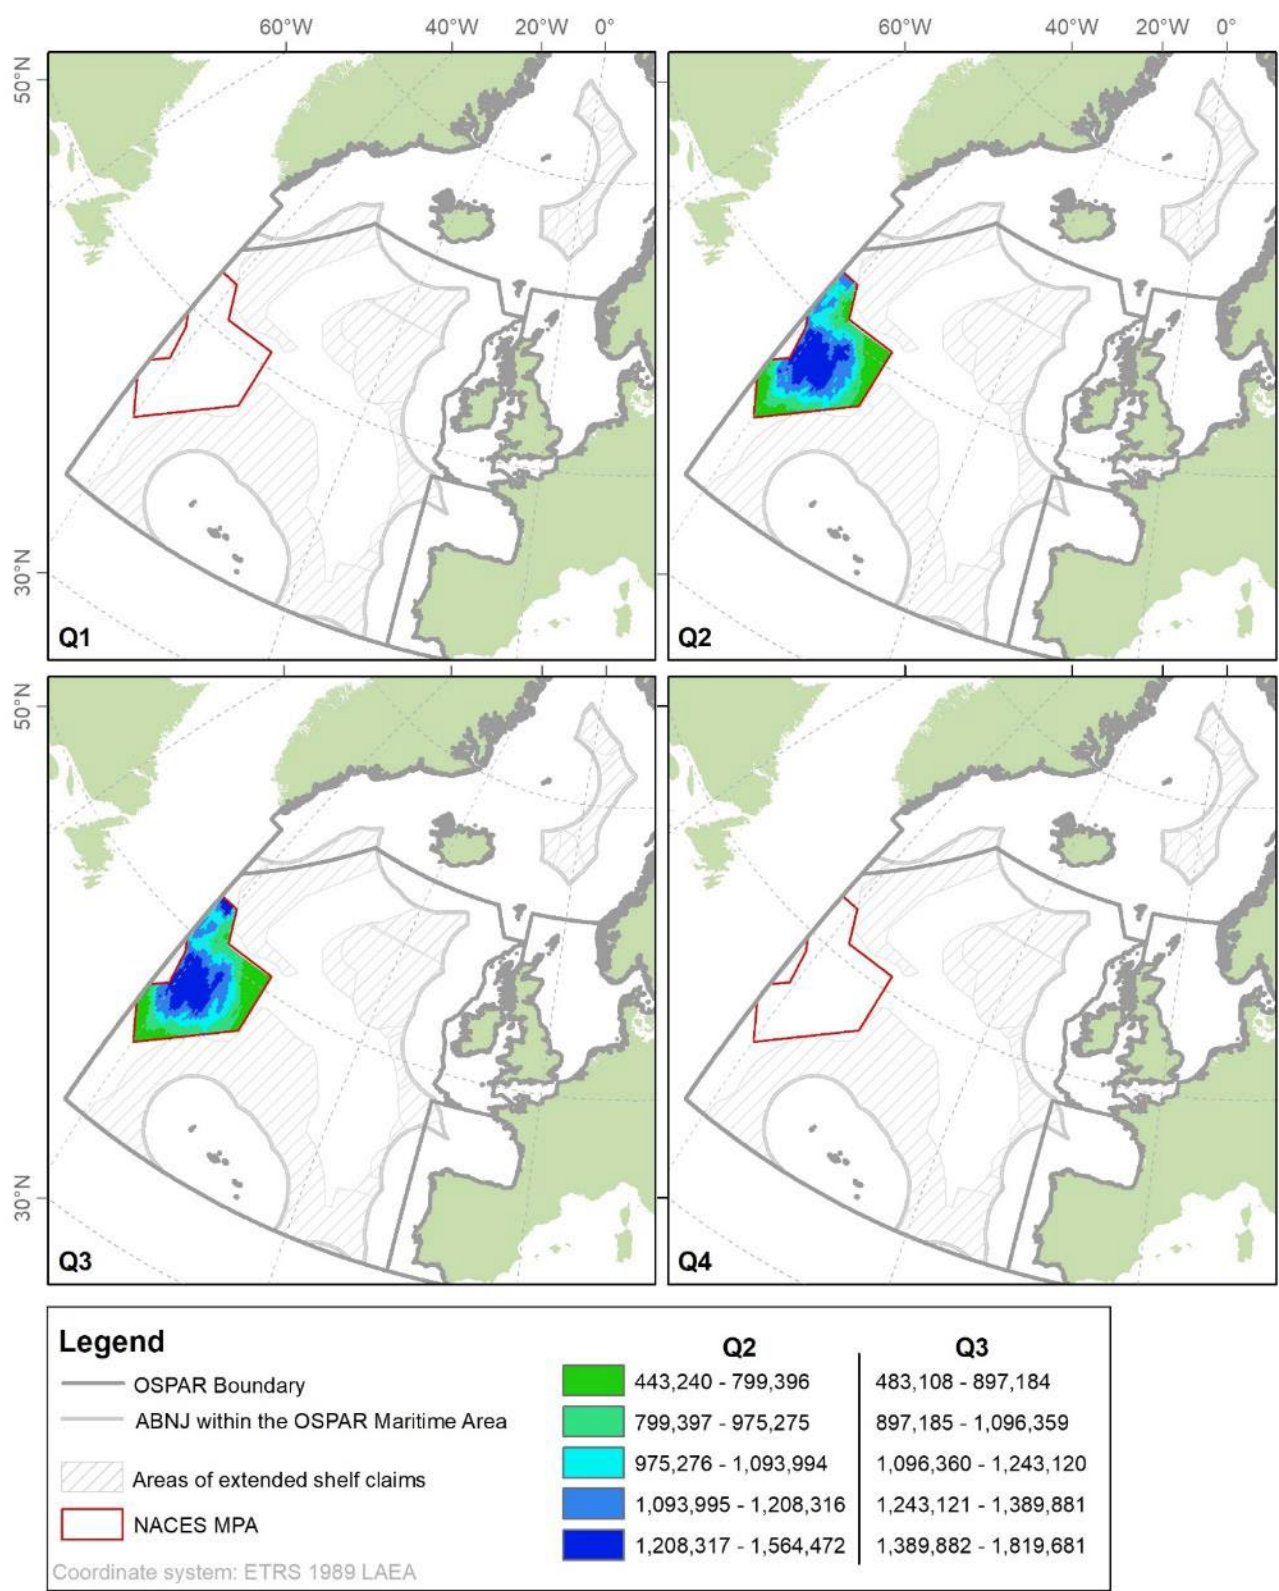 60°W 40°W 20°W 0° 60°W 40°W 20°W 0°
50°N
30°N
Q1 Q2
50°N
30°N
Q3 Q4
Legend
OSPAR Boundary
ABNJ within the OSPAR Maritime Area
Areas of extended shelf claims
NACES MPA
Coordinate system: ETRS 1989 LAEA
Q2 Q3
443,240 - 799,396 483,108 - 897,184
799,397 - 975,275 897,185 - 1,096,359
975,276 - 1,093,994 1,096,360 - 1,243,120
1,093,995 - 1,208,316 1,243,121 - 1,389,881
1,208,317 - 1,564,472 1,389,882 - 1,819,681